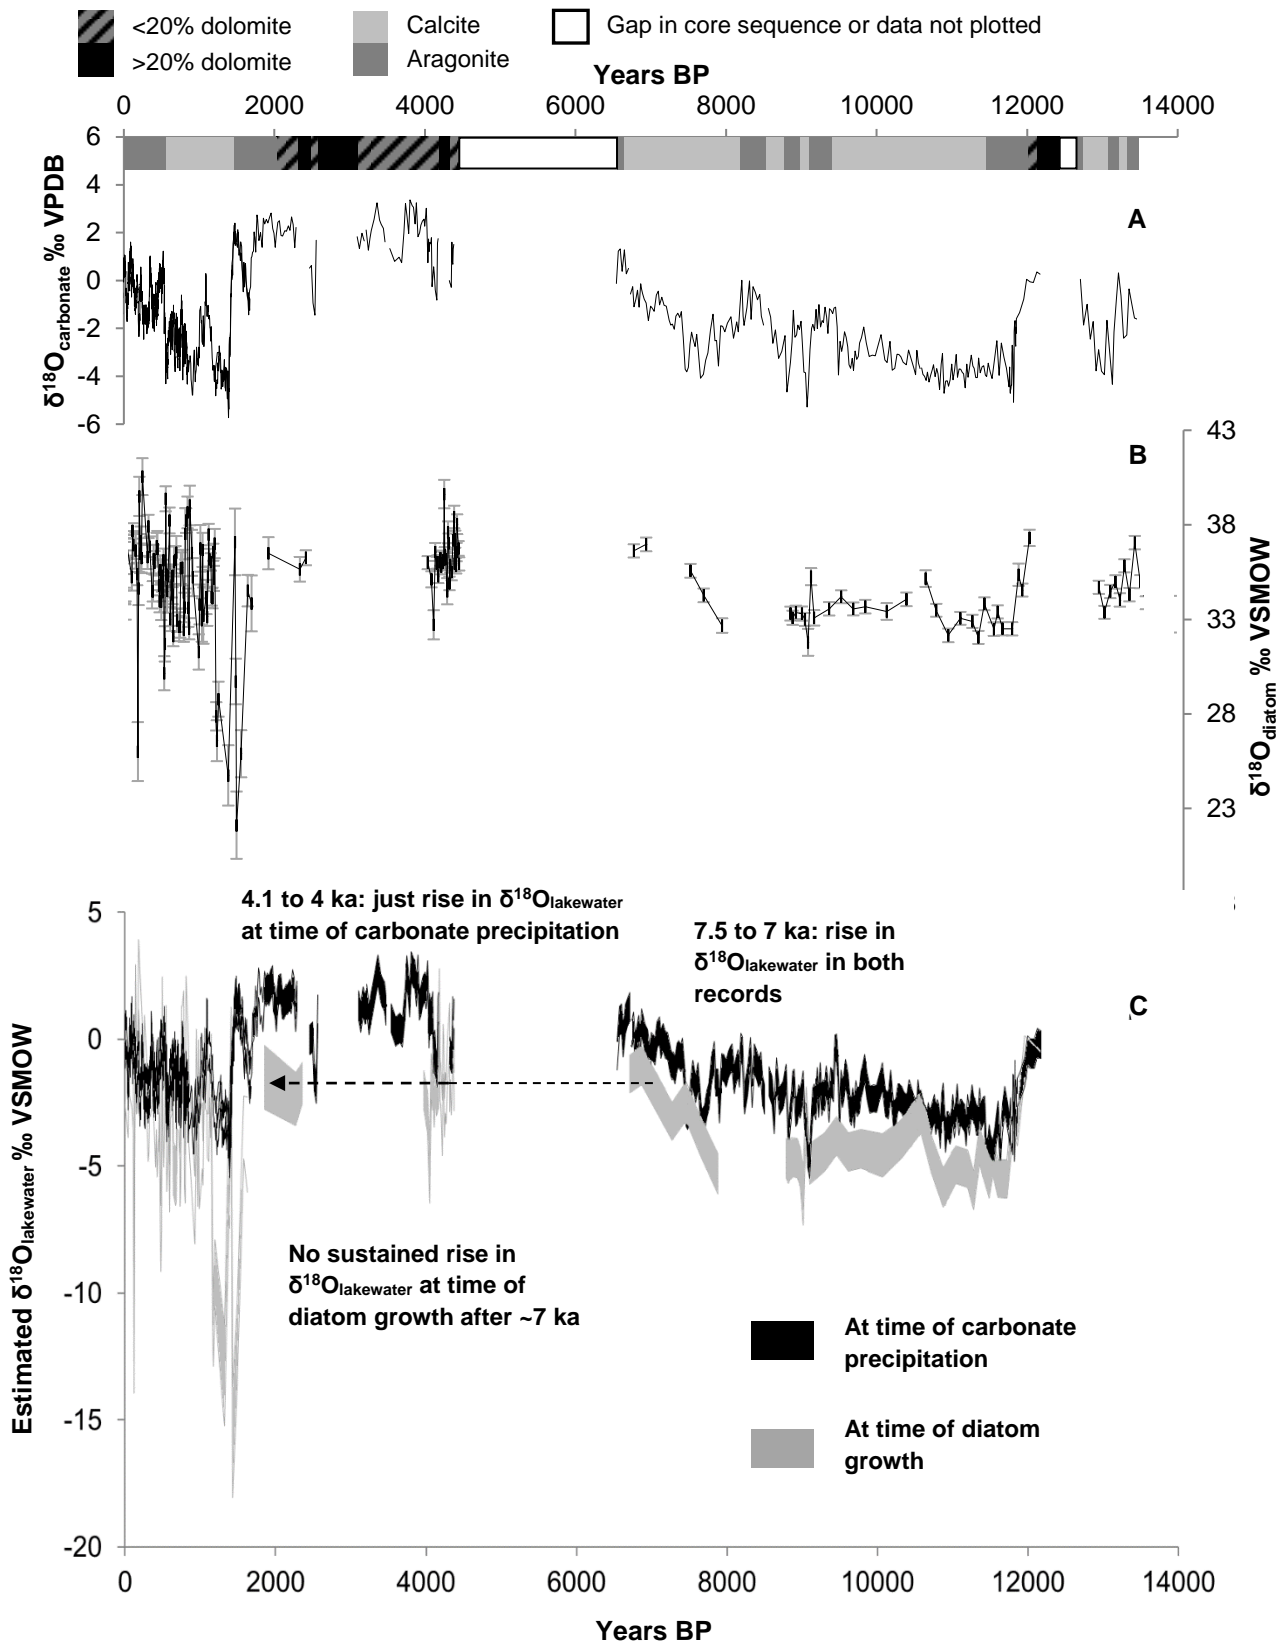 <20% dolomite
Calcite
Gap in core sequence or data not plotted
>20% dolomite
Aragonite
Years BP
0 2000 4000 6000 8000 10000 12000 14000
6
4
2
0
-2
-4
-6
δ18Ocarbonate ‰ VPDB
A
43
38
33
28
23
δ18Odiatom ‰ VSMOW
B
4.1 to 4 ka: just rise in δ18Olakewater
at time of carbonate precipitation
7.5 to 7 ka: rise in
δ18Olakewater in both
records
C
5
0
-5
-10
-15
-20
Estimated δ18Olakewater ‰ VSMOW
No sustained rise in
δ18Olakewater at time of
diatom growth after ~7 ka
At time of carbonate
precipitation
At time of diatom
growth
0 2000 4000 6000 8000 10000 12000 14000
Years BP